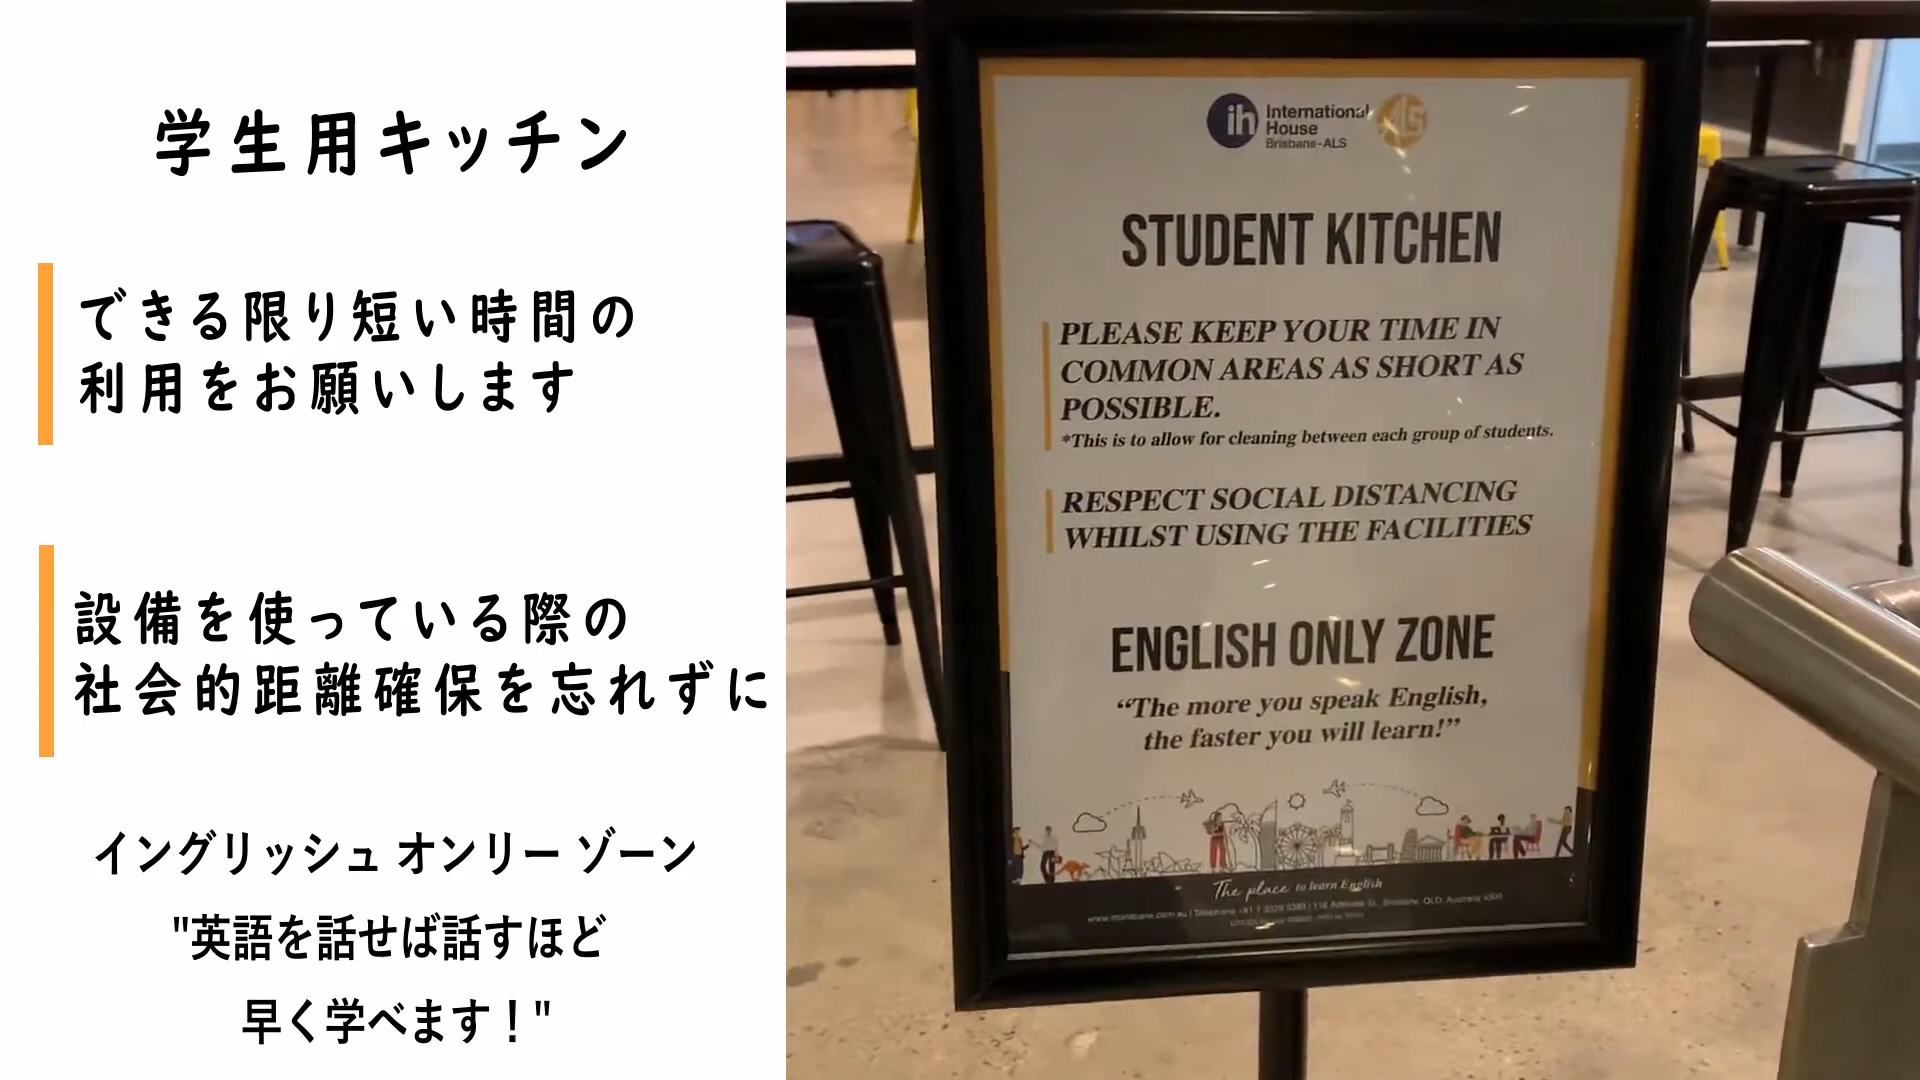 学生用キッチン
できる限り短い時間の
利用をお願いします
設備を使っている際の
社会的距離確保を忘れずに
イングリッシュ オンリー ゾーン
"英語を話せば話すほど
早く学べます！"
ih International
House
Brisbane-ALS
ALS
STUDENT KITCHEN
PLEASE KEEP YOUR TIME IN
COMMON AREAS AS SHORT AS
POSSIBLE.
*This is to allow for cleaning between each group of students.
RESPECT SOCIAL DISTANCING
WHILST USING THE FACILITIES
ENGLISH ONLY ZONE
“The more you speak English,
the faster you will learn!”
The place to learn English